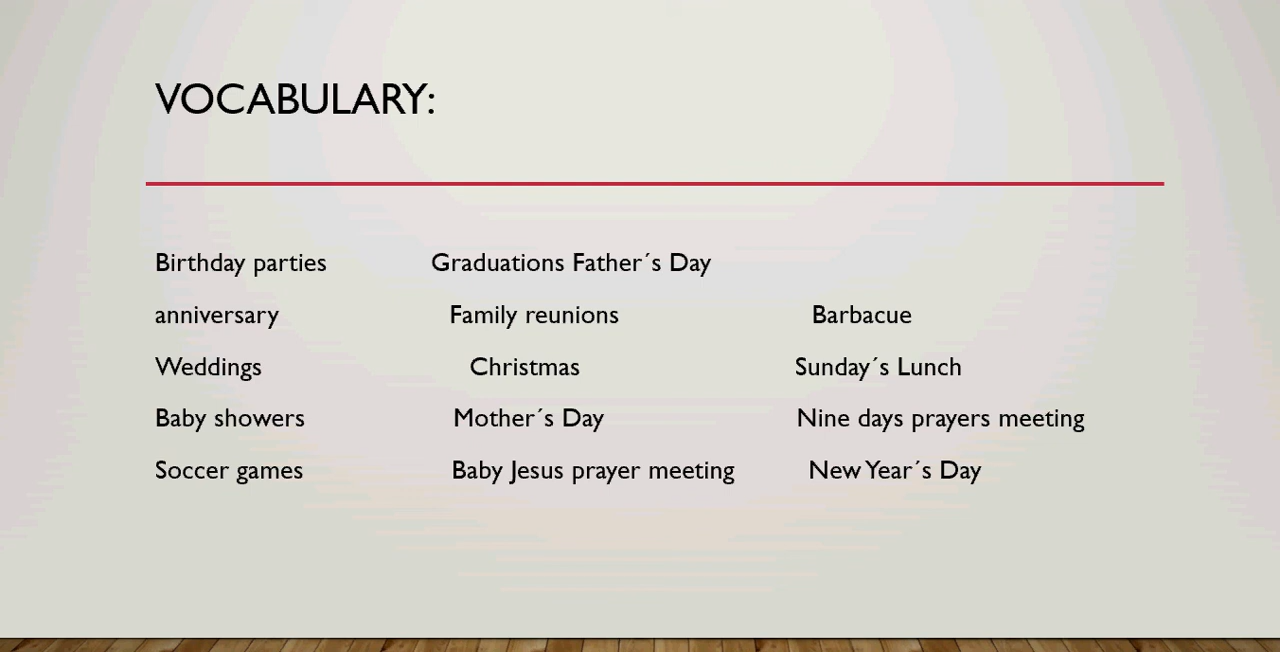 VOCABULARY:
Birthday parties Graduations Father´s Day
anniversary Family reunions Barbacue
Weddings Christmas Sunday´s Lunch
Baby showers Mother´s Day Nine days prayers meeting
Soccer games Baby Jesus prayer meeting New Year´s Day